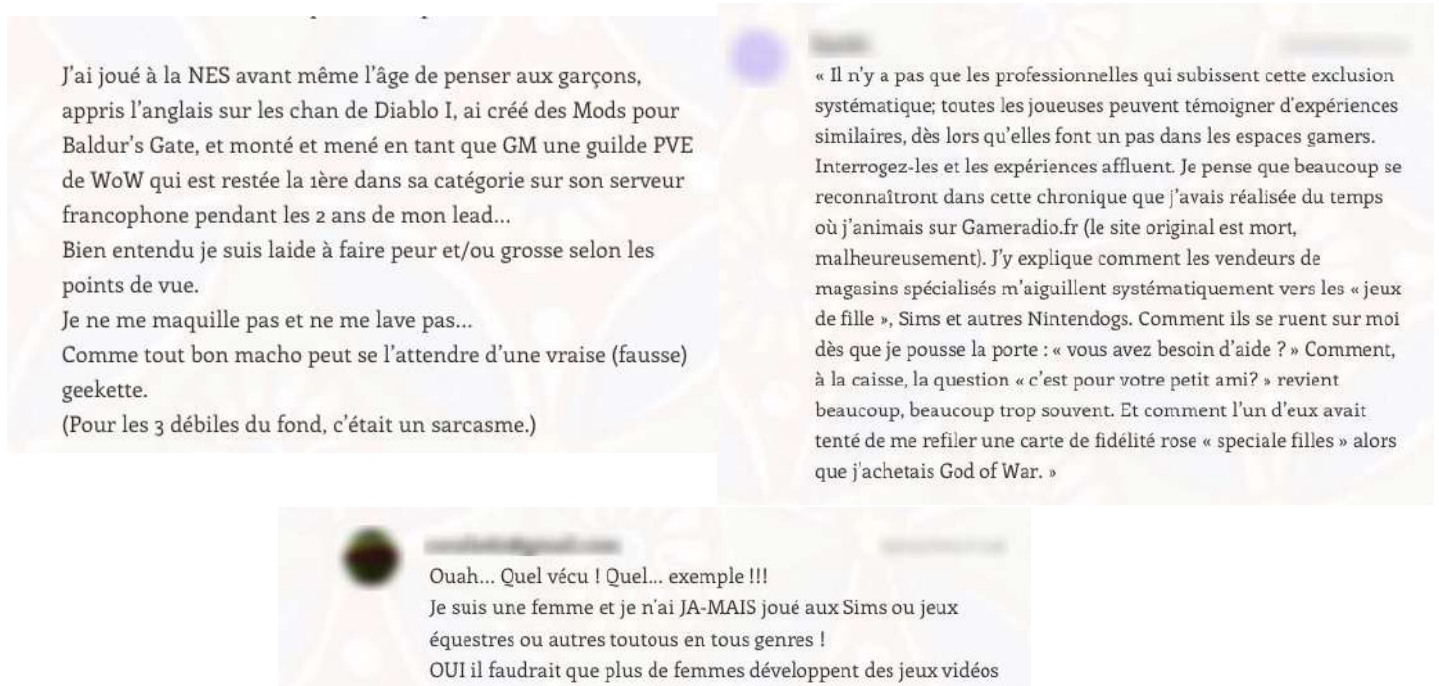 J'ai joué à la NES avant même l'âge de penser aux garçons,
appris l'anglais sur les chan de Diablo I, ai créé des Mods pour
Baldur's Gate, et monté et mené en tant que GM une guilde PVE
de WoW qui est restée la 1ère dans sa catégorie sur son serveur
francophone pendant les 2 ans de mon lead...
Bien entendu je suis laide à faire peur et/ou grosse selon les
points de vue.
Je ne me maquille pas et ne me lave pas...
Comme tout bon macho peut se l'attendre d'une vraise (fausse)
geekette.
(Pour les 3 débiles du fond, c'était un sarcasme.)
« Il n'y a pas que les professionnelles qui subissent cette exclusion
systématique; toutes les joueuses peuvent témoigner d'expériences
similaires, dès lors qu'elles font un pas dans les espaces gamers.
Interrogez-les et les expériences affluent. Je pense que beaucoup se
reconnaîtront dans cette chronique que j'avais réalisée du temps
où j'animais sur Gameradio.fr (le site original est mort,
malheureusement). J'y explique comment les vendeurs de
magasins spécialisés m'aiguillent systématiquement vers les « jeux
de fille », Sims et autres Nintendogs. Comment ils se ruent sur moi
dès que je pousse la porte : « vous avez besoin d'aide ? » Comment,
à la caisse, la question « c'est pour votre petit ami? » revient
beaucoup, beaucoup trop souvent. Et comment l'un d'eux avait
tenté de me refiler une carte de fidélité rose « speciale filles » alors
que j'achetais God of War. »
Ouah... Quel vécu ! Quel... exemple !!!
Je suis une femme et je n'ai JA-MAIS joué aux Sims ou jeux
équestres ou autres toutous en tous genres !
OUI il faudrait que plus de femmes développent des jeux vidéos